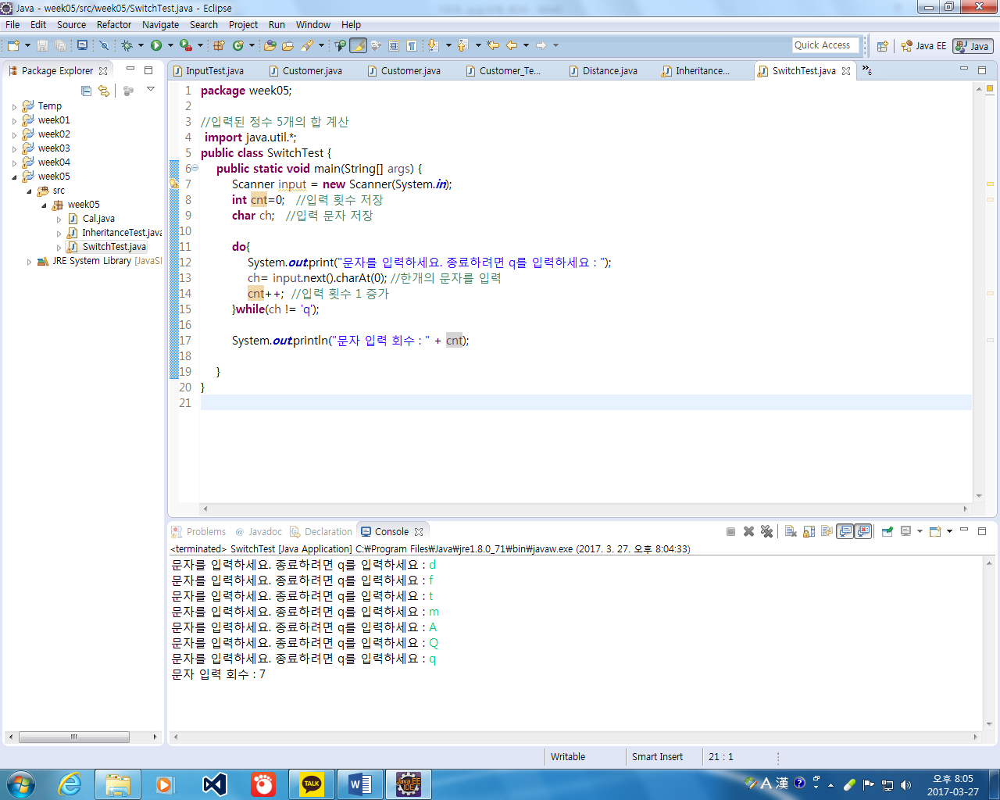 Java - week05/src/week05/SwitchTest.java - Eclipse
File Edit Source Refactor Navigate Search Project Run Window Help
Quick Access Java EE Java
Package Explorer
InputTest.java Customer.java Customer.java Customer_Te... Distance.java Inheritance... SwitchTest.java
Temp
week01
week02
week03
week04
week05
src
week05
Cal.java
InheritanceTest.java
SwitchTest.java
JRE System Library [JavaSE
1 package week05;
2
3 //입력된 정수 5개의 합 계산
4 import java.util.*;
5 public class SwitchTest {
6 public static void main(String[] args) {
7 Scanner input = new Scanner(System.in);
8 int cnt=0; //입력 횟수 저장
9 char ch; //입력 문자 저장
10
11 do{
12 System.out.print("문자를 입력하세요. 종료하려면 q를 입력하세요 : ");
13 ch= input.next().charAt(0); //한개의 문자를 입력
14 cnt++; //입력 횟수 1 증가
15 }while(ch != 'q');
16
17 System.out.println("문자 입력 회수 : " + cnt);
18
19 }
20 }
21
Problems Javadoc Declaration Console
<terminated> SwitchTest [Java Application] C:₩Program Files₩Java₩jre1.8.0_71₩bin₩javaw.exe (2017. 3. 27. 오후 8:04:33)
문자를 입력하세요. 종료하려면 q를 입력하세요 : d
문자를 입력하세요. 종료하려면 q를 입력하세요 : f
문자를 입력하세요. 종료하려면 q를 입력하세요 : t
문자를 입력하세요. 종료하려면 q를 입력하세요 : m
문자를 입력하세요. 종료하려면 q를 입력하세요 : A
문자를 입력하세요. 종료하려면 q를 입력하세요 : Q
문자를 입력하세요. 종료하려면 q를 입력하세요 : q
문자 입력 회수 : 7
Writable Smart Insert 21 : 1
TALK
Java EE IDE
A 漢
오후 8:05
2017-03-27